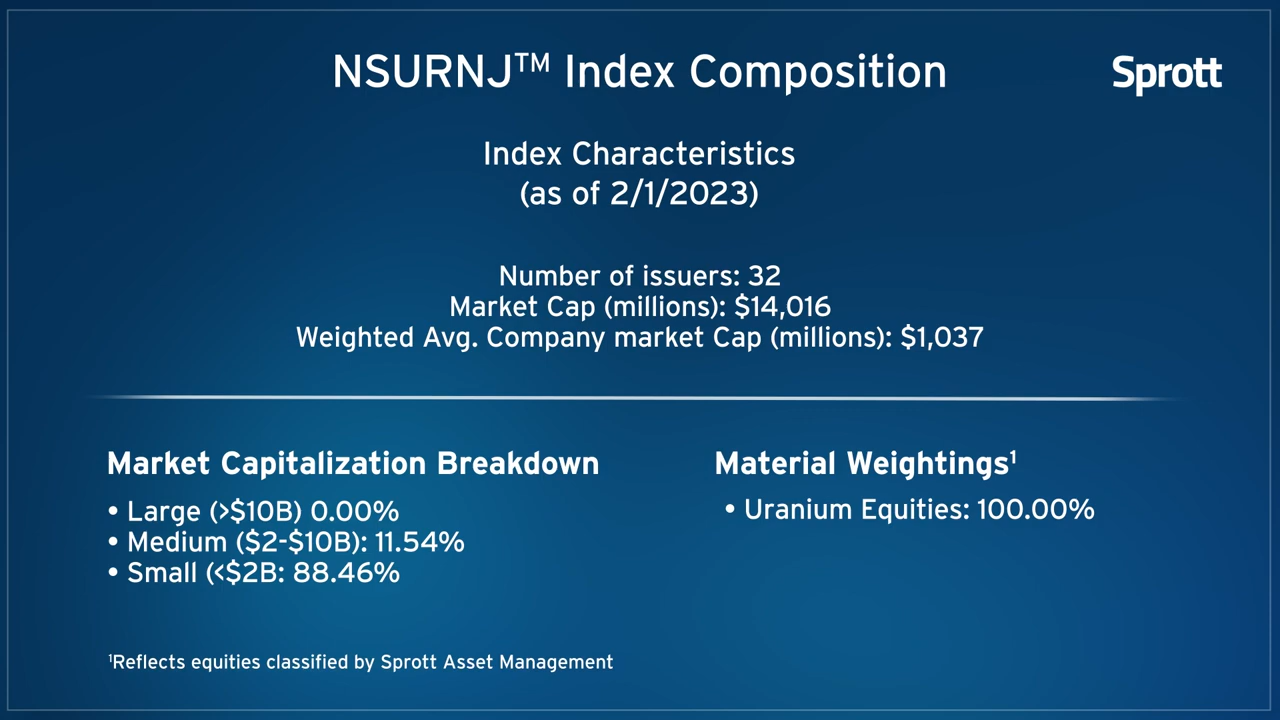 NSURNJ™ Index Composition
Sprott
Index Characteristics
(as of 2/1/2023)
Number of issuers: 32
Market Cap (millions): $14,016
Weighted Avg. Company market Cap (millions): $1,037
Market Capitalization Breakdown
• Large (>$10B) 0.00%
• Medium ($2-$10B): 11.54%
• Small (<$2B: 88.46%
Material Weightings¹
• Uranium Equities: 100.00%
¹Reflects equities classified by Sprott Asset Management